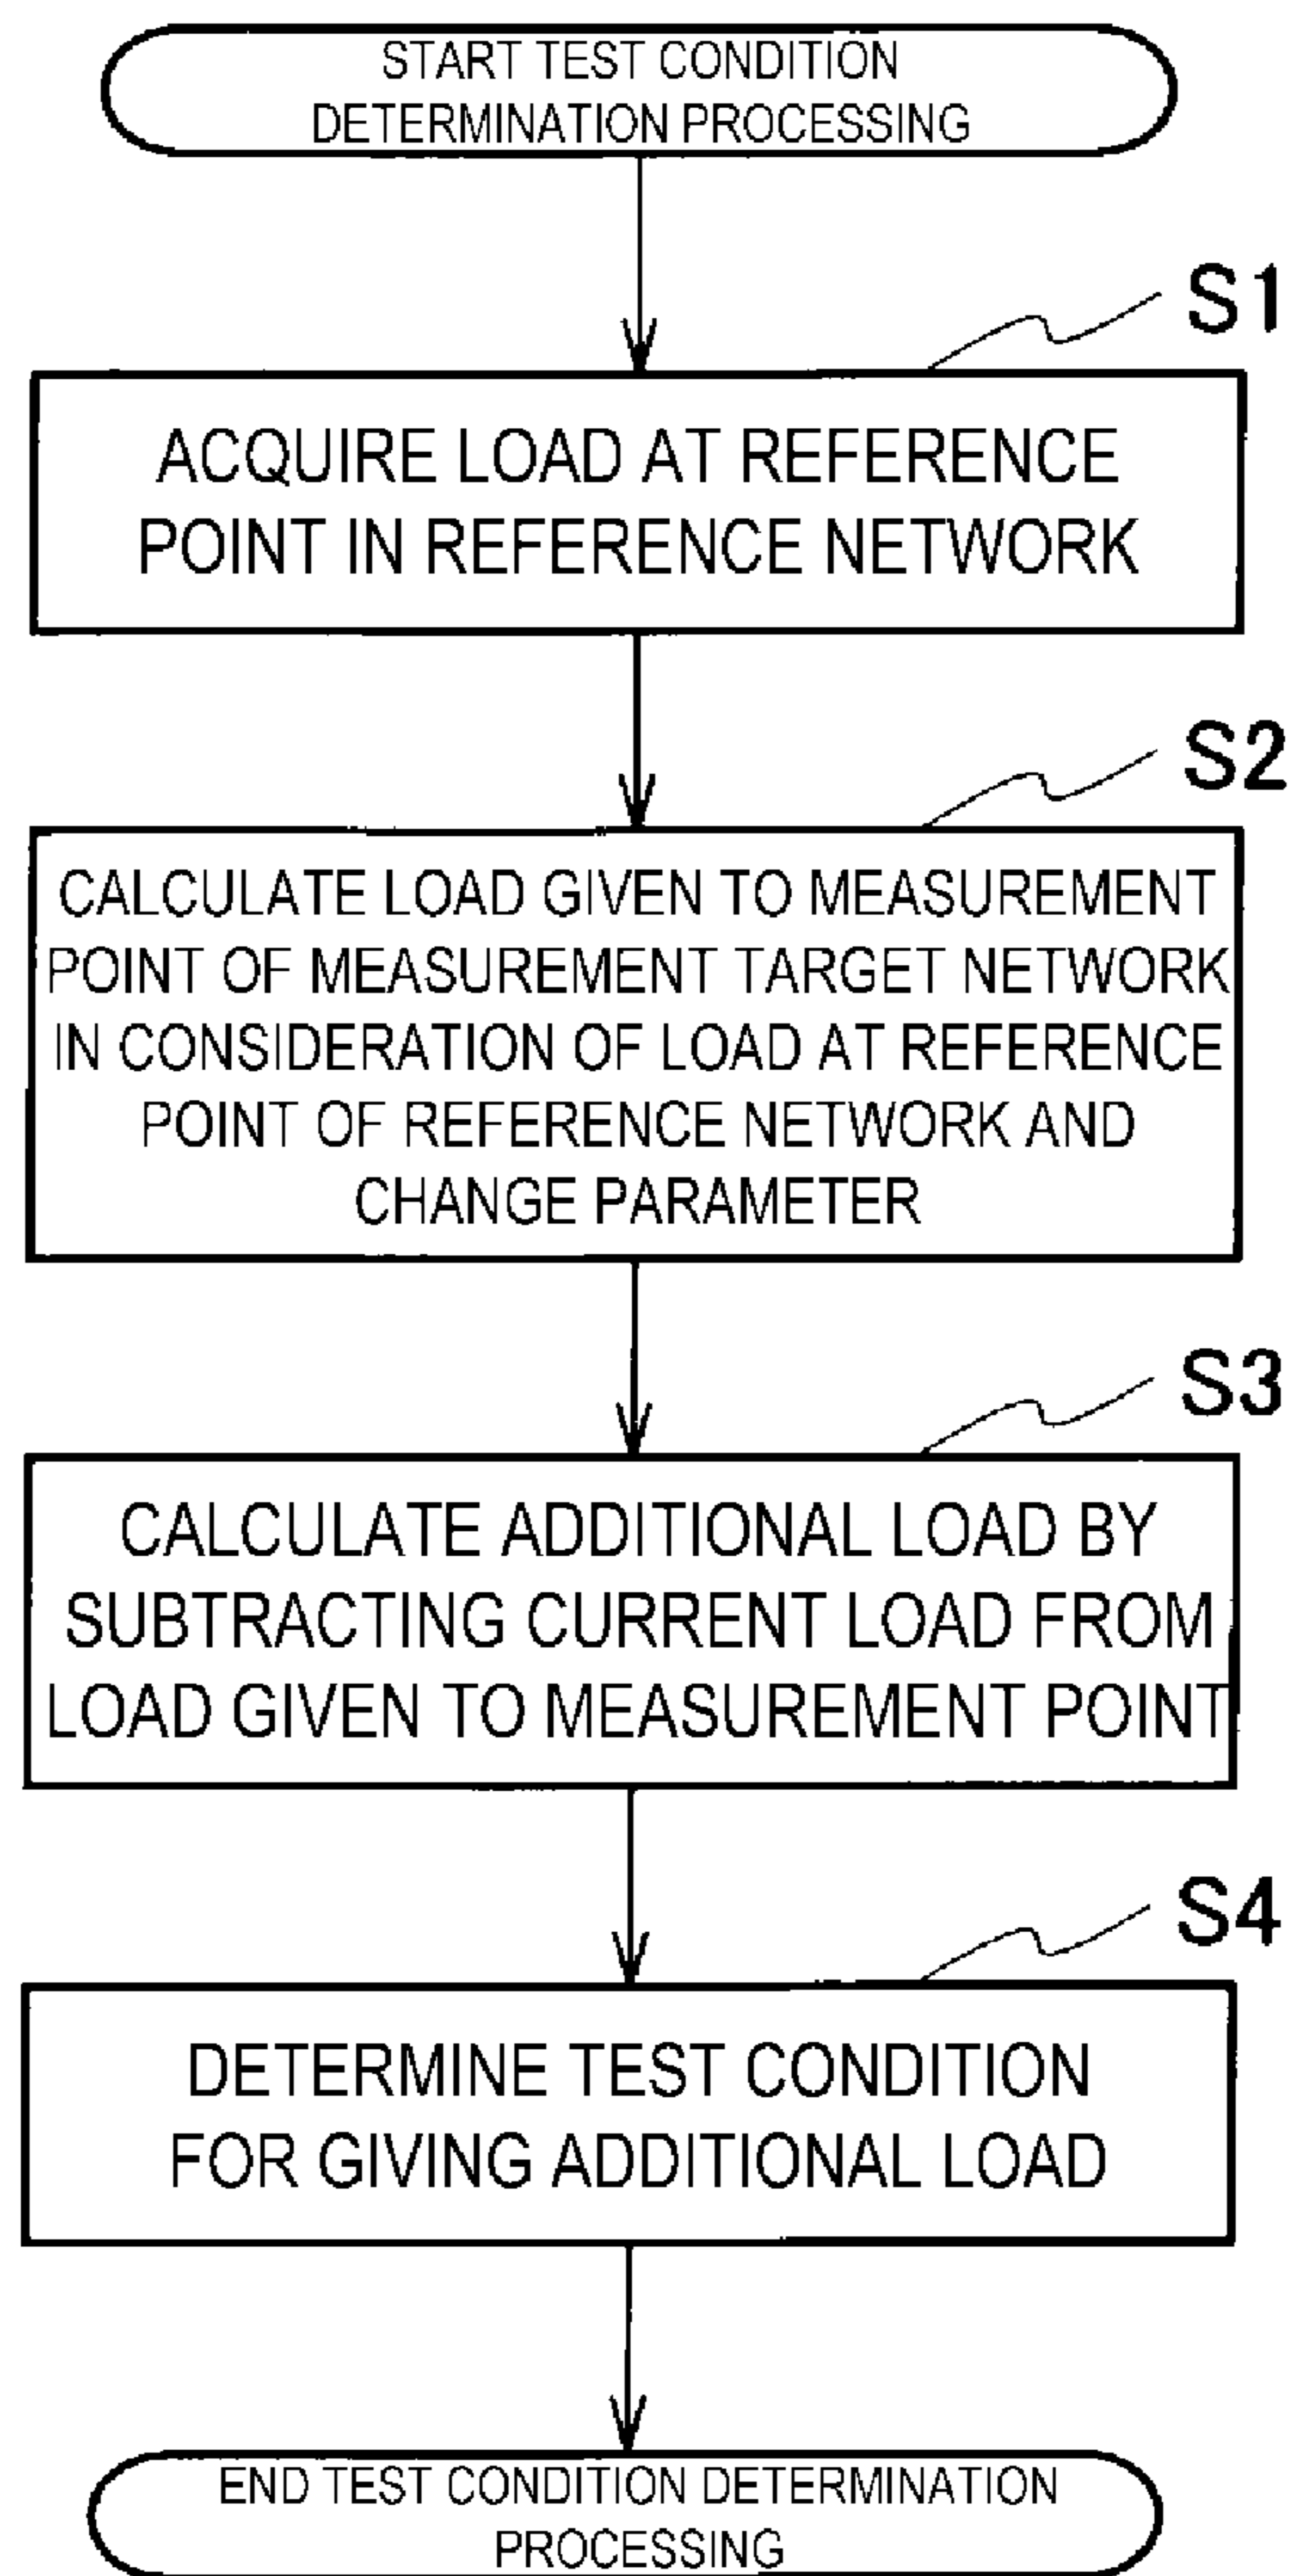 START TEST CONDITION
DETERMINATION PROCESSING
S1
ACQUIRE LOAD AT REFERENCE
POINT IN REFERENCE NETWORK
S2
CALCULATE LOAD GIVEN TO MEASUREMENT
POINT OF MEASUREMENT TARGET NETWORK
IN CONSIDERATION OF LOAD AT REFERENCE
POINT OF REFERENCE NETWORK AND
CHANGE PARAMETER
S3
CALCULATE ADDITIONAL LOAD BY
SUBTRACTING CURRENT LOAD FROM
LOAD GIVEN TO MEASUREMENT POINT
S4
DETERMINE TEST CONDITION
FOR GIVING ADDITIONAL LOAD
END TEST CONDITION DETERMINATION
PROCESSING